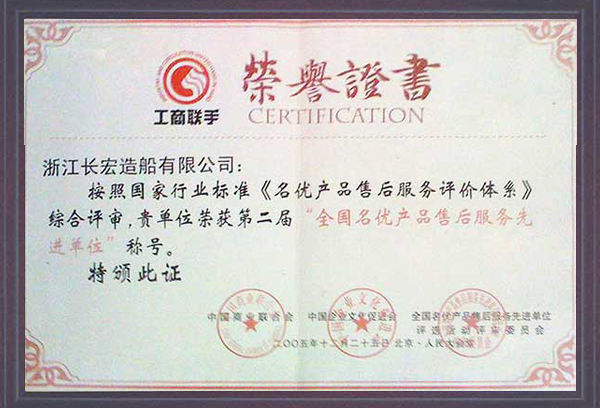 榮譽證書
CERTIFICATION
工商联手
浙江长宏造船有限公司:
按照国家行业标准《名优产品售后服务评价体系》
综合评审,贵单位荣获第二届“全国名优产品售后服务先
进单位”称号。
特颁此证
中国商业联合会 中国企业文化促进会 全国名优产品售后服务先进单位
评选活动评审委员会
二〇〇五年十二月二十五日 北京·人民大会堂